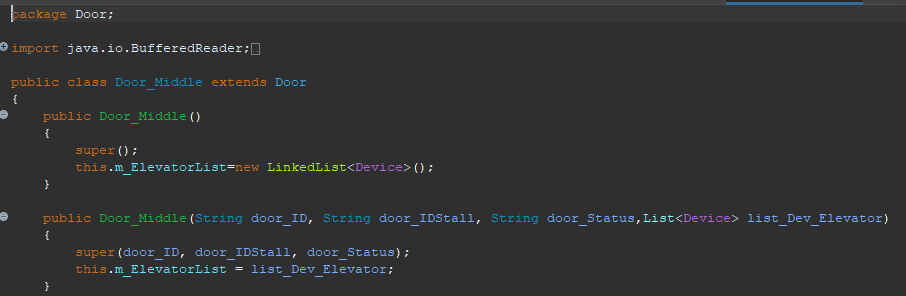 package Door;
import java.io.BufferedReader;
public class Door_Middle extends Door
{
public Door_Middle()
{
super();
this.m_ElevatorList=new LinkedList<Device>();
}
public Door_Middle(String door_ID, String door_IDStall, String door_Status,List<Device> list_Dev_Elevator)
{
super(door_ID, door_IDStall, door_Status);
this.m_ElevatorList = list_Dev_Elevator;
}